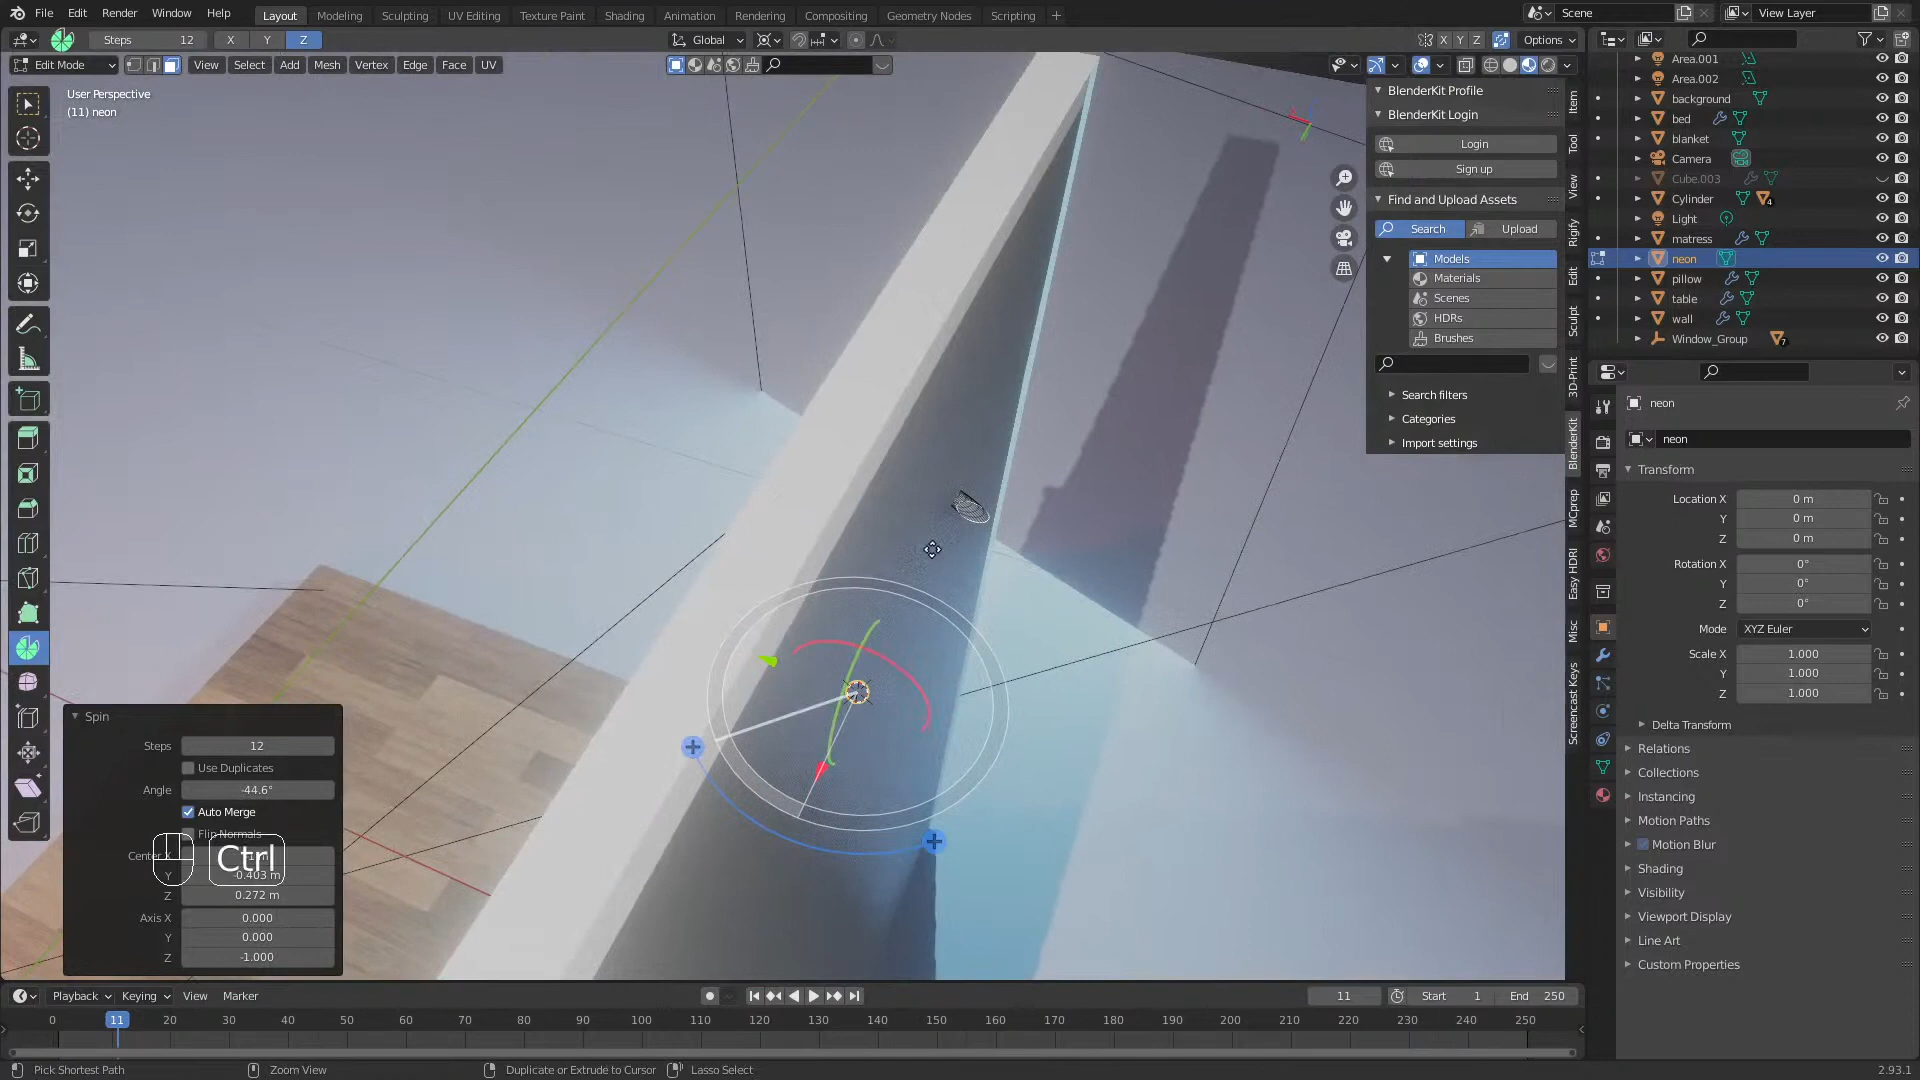 File Edit Render Window Help
Layout Modeling Sculpting UV Editing Texture Paint Shading Animation Rendering Compositing Geometry Nodes Scripting +
Scene View Layer
Steps 12 X Y Z
Global
X Y Z Options
Edit Mode View Select Add Mesh Vertex Edge Face UV
User Perspective
(11) neon
BlenderKit Profile
BlenderKit Login
Login
Sign up
Find and Upload Assets
Search Upload
Models
Materials
Scenes
HDRs
Brushes
Search filters
Categories
Import settings
Item
Tool
View
Rigify
Edit
Sculpt
3D-Print
BlenderKit
MCprep
Easy HDRI
Misc
Screencast Keys
Area.001
Area.002
background
bed
blanket
Camera
Cube.003
Cylinder 4
Light
matress
neon
pillow
table
wall
Window_Group 7
neon
neon
Transform
Location X 0 m
Y 0 m
Z 0 m
Rotation X 0°
Y 0°
Z 0°
Mode XYZ Euler
Scale X 1.000
Y 1.000
Z 1.000
Delta Transform
Relations
Collections
Instancing
Motion Paths
Motion Blur
Shading
Visibility
Viewport Display
Line Art
Custom Properties
Spin
Steps 12
Use Duplicates
Angle -44.6°
Auto Merge
Flip Normals
Center X
Ctrl
Y -0.403 m
Z 0.272 m
Axis X 0.000
Y 0.000
Z -1.000
Playback Keying View Marker
11 Start 1 End 250
0 11 20 30 40 50 60 70 80 90 100 110 120 130 140 150 160 170 180 190 200 210 220 230 240 250
Pick Shortest Path Zoom View Duplicate or Extrude to Cursor Lasso Select 2.93.1